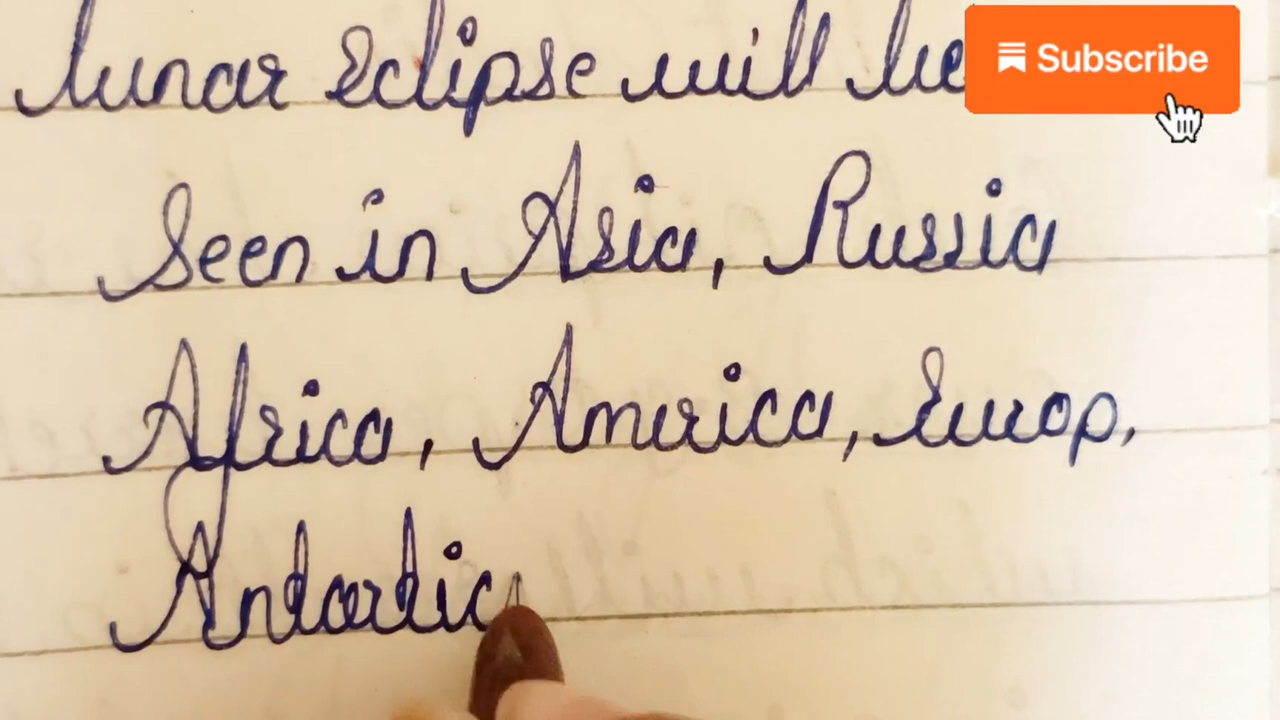 lunar Eclipse will be
Subscribe
Seen in Asia, Russia
Africa, America, Europ,
Antartic